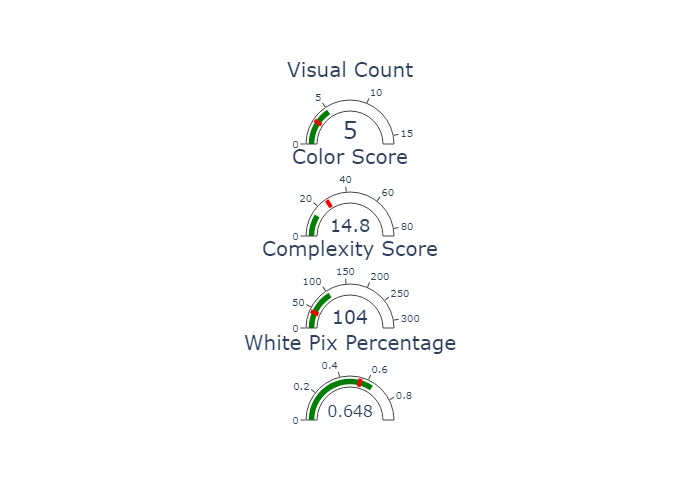 Visual Count
0 5 10 15
5
Color Score
0 20 40 60 80
14.8
Complexity Score
0 50 100 150 200 250 300
104
White Pix Percentage
0 0.2 0.4 0.6 0.8
0.648